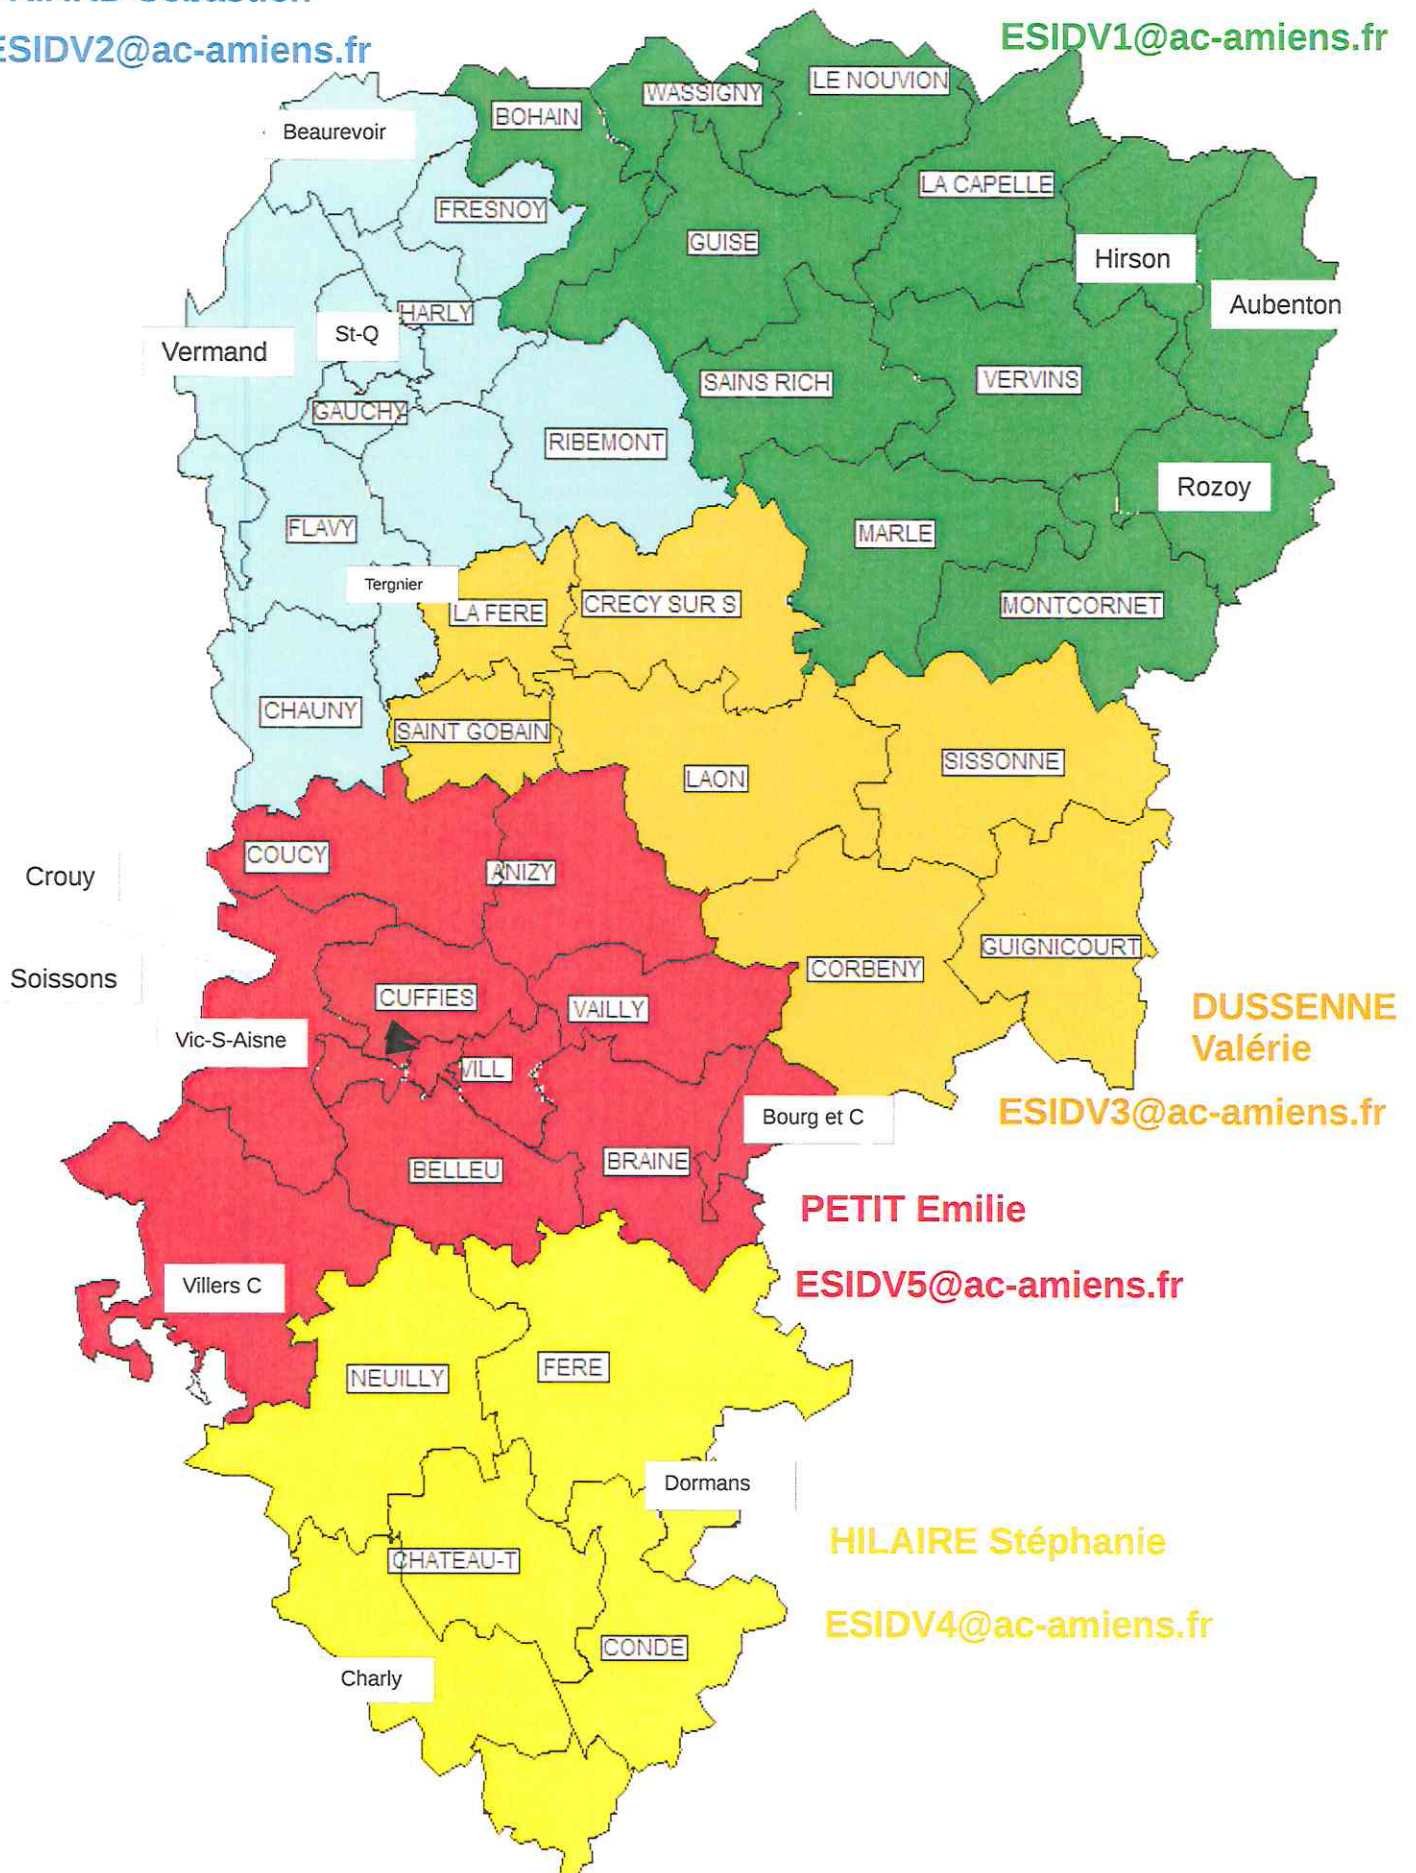 Sébastien
ESIDV2@ac-amiens.fr
ESIDV1@ac-amiens.fr
LE NOUVION
WASSIGNY
BOHAIN
Beaurevoir
LA CAPELLE
FRESNOY
GUISE
Hirson
Aubenton
HARLY
St-Q
Vermand
SAINS RICH
VERVINS
GAUCHY
RIBEMONT
Rozoy
FLAVY
MARLE
Tergnier
LA FERE
CRECY SUR S
MONTCORNET
CHAUNY
SAINT GOBAIN
LAON
SISSONNE
COUCY
ANIZY
Crouy
GUIGNICOURT
CORBENY
Soissons
CUFFIES
VAILLY
DUSSENNE
Valérie
Vic-S-Aisne
VILL
Bourg et C
ESIDV3@ac-amiens.fr
BELLEU
BRAINE
PETIT Emilie
Villers C
ESIDV5@ac-amiens.fr
NEUILLY
FERE
Dormans
HILAIRE Stéphanie
CHATEAU-T
ESIDV4@ac-amiens.fr
CONDE
Charly